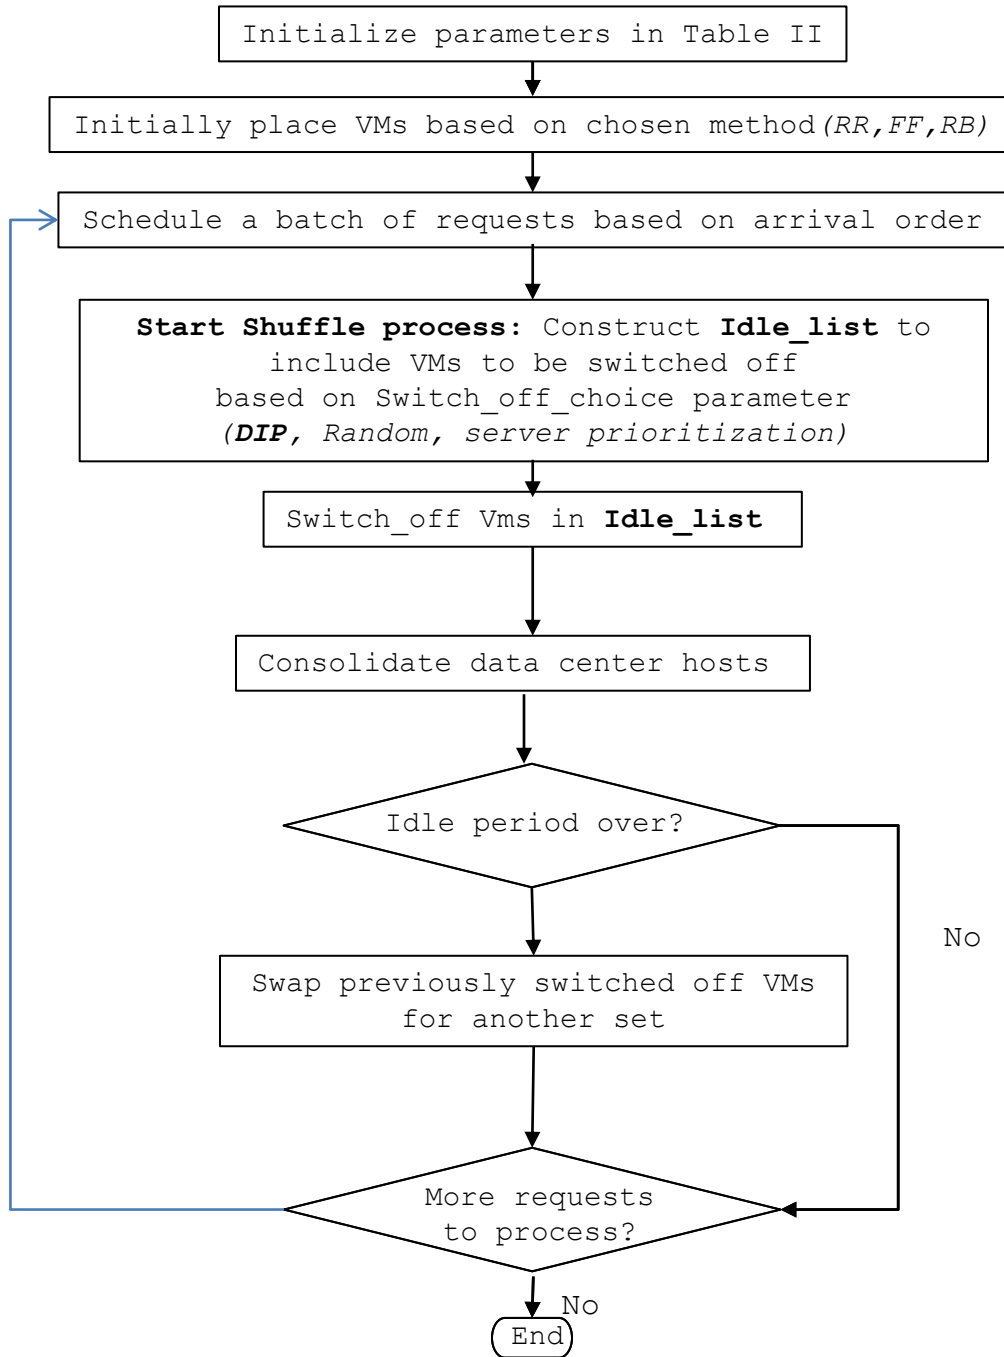 Initialize parameters in Table II
Initially place VMs based on chosen method(RR,FF,RB)
Schedule a batch of requests based on arrival order
Start Shuffle process: Construct Idle_list to
include VMs to be switched off
based on Switch_off_choice parameter
(DIP, Random, server prioritization)
Switch_off Vms in Idle_list
Consolidate data center hosts
Idle period over?
No
Swap previously switched off VMs
for another set
More requests
to process?
No
End